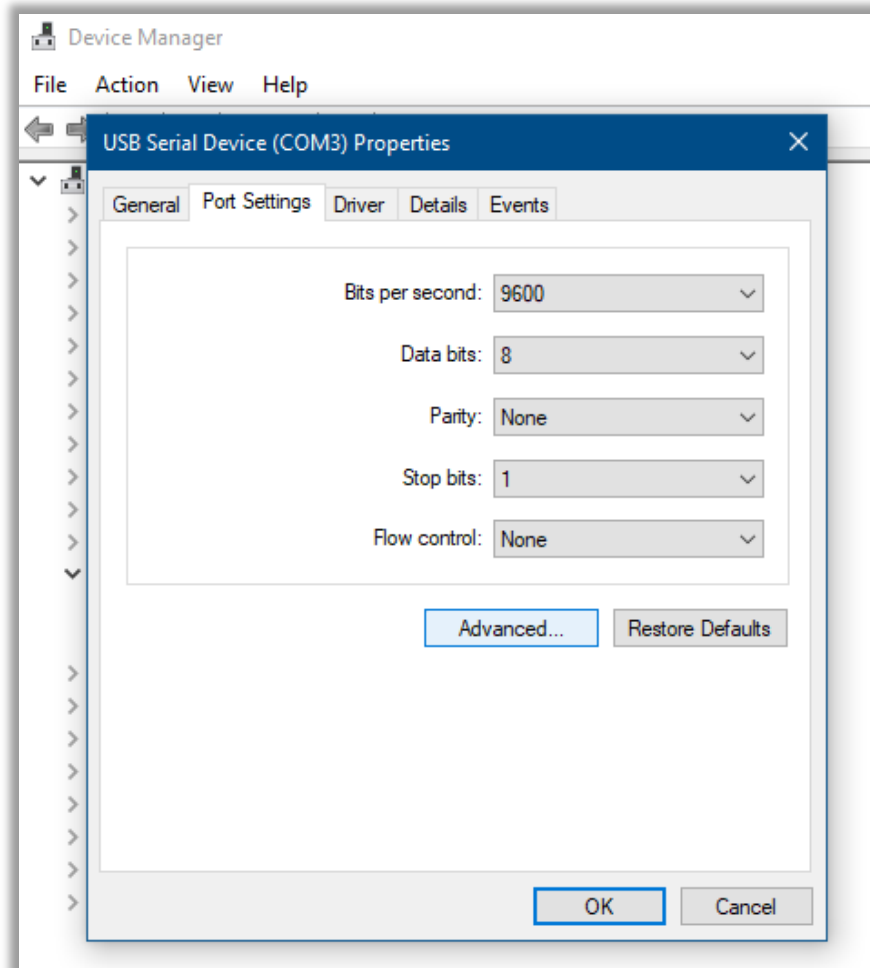 Device Manager
File Action View Help
USB Serial Device (COM3) Properties
General Port Settings Driver Details Events
Bits per second: 9600
Data bits: 8
Parity: None
Stop bits: 1
Flow control: None
Advanced... Restore Defaults
OK Cancel